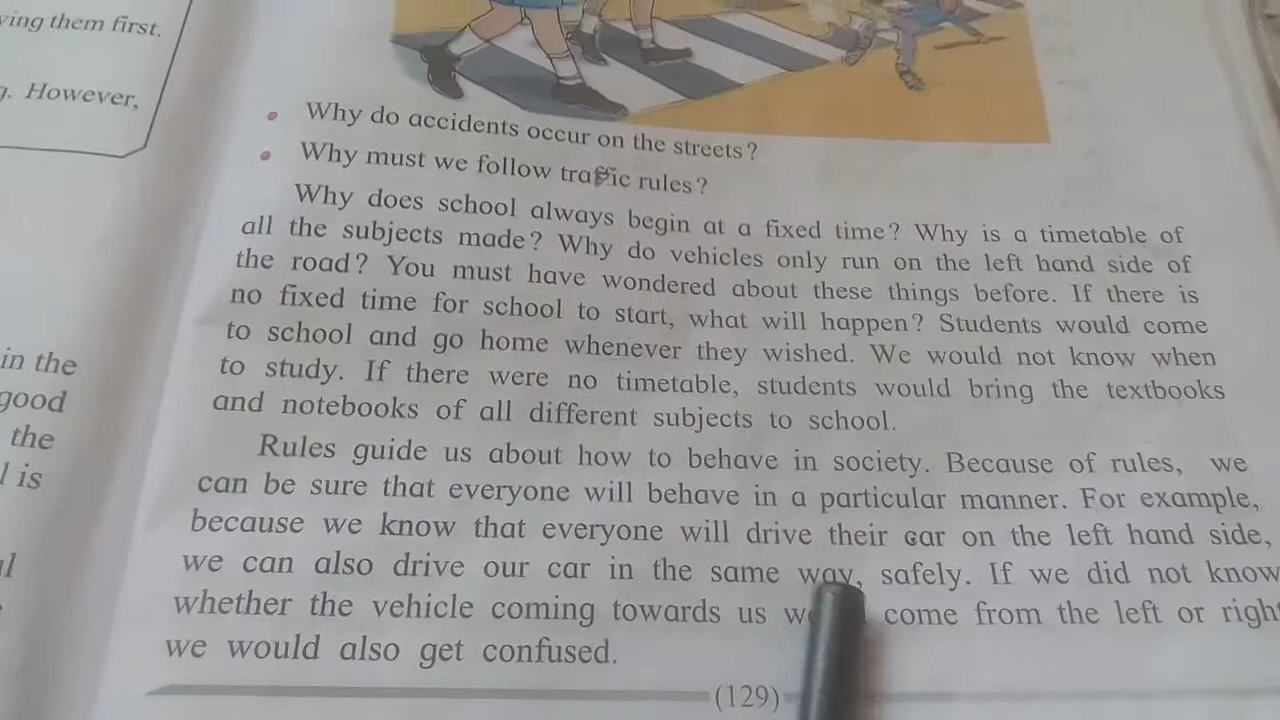 ving them first.
g. However,
in the
good
the
l is
• Why do accidents occur on the streets?
• Why must we follow traffic rules?
Why does school always begin at a fixed time? Why is a timetable of
all the subjects made? Why do vehicles only run on the left hand side of
the road? You must have wondered about these things before. If there is
no fixed time for school to start, what will happen? Students would come
to school and go home whenever they wished. We would not know when
to study. If there were no timetable, students would bring the textbooks
and notebooks of all different subjects to school.
Rules guide us about how to behave in society. Because of rules, we
can be sure that everyone will behave in a particular manner. For example,
because we know that everyone will drive their car on the left hand side,
we can also drive our car in the same way, safely. If we did not know
whether the vehicle coming towards us come from the left or right
we would also get confused.
(129)